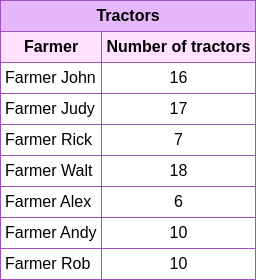 Tractors
Farmer Number of tractors
Farmer John 16
Farmer Judy 17
Farmer Rick 7
Farmer Walt 18
Farmer Alex 6
Farmer Andy 10
Farmer Rob 10